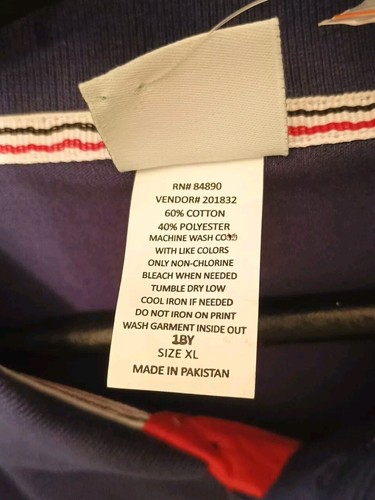 RN# 84890
VENDOR# 201832
60% COTTON
40% POLYESTER
MACHINE WASH COLD
WITH LIKE COLORS
ONLY NON-CHLORINE
BLEACH WHEN NEEDED
TUMBLE DRY LOW
COOL IRON IF NEEDED
DO NOT IRON ON PRINT
WASH GARMENT INSIDE OUT
1BY
SIZE XL
MADE IN PAKISTAN